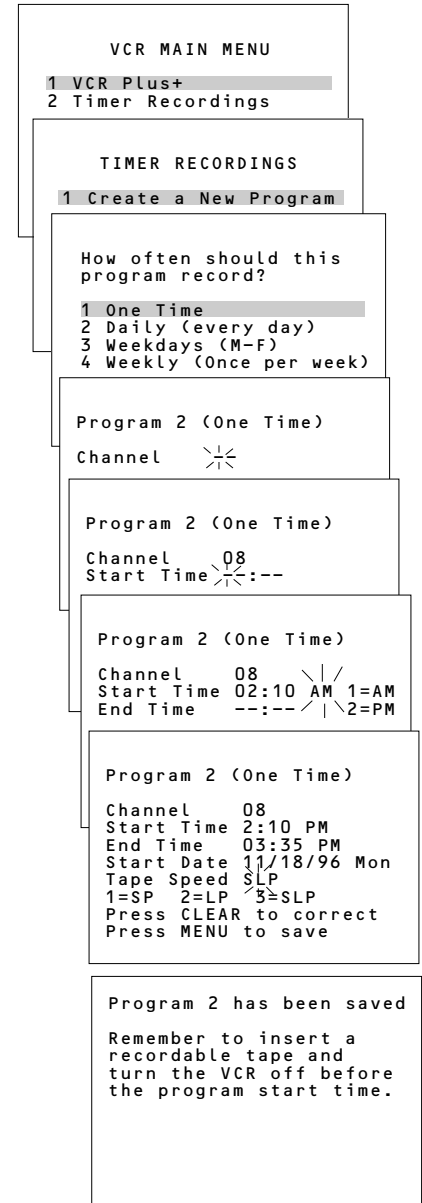 VCR MAIN MENU
1 VCR Plus+
2 Timer Recordings
TIMER RECORDINGS
1 Create a New Program
How often should this
program record?
1 One Time
2 Daily (every day)
3 Weekdays (M-F)
4 Weekly (Once per week)
Program 2 (One Time)
Channel --
Program 2 (One Time)
Channel 08
Start Time --:--
Program 2 (One Time)
Channel 08
Start Time 02:10 AM 1=AM
End Time --:-- 2=PM
Program 2 (One Time)
Channel 08
Start Time 2:10 PM
End Time 03:35 PM
Start Date 11/18/96 Mon
Tape Speed SLP
1=SP 2=LP 3=SLP
Press CLEAR to correct
Press MENU to save
Program 2 has been saved
Remember to insert a
recordable tape and
turn the VCR off before
the program start time.